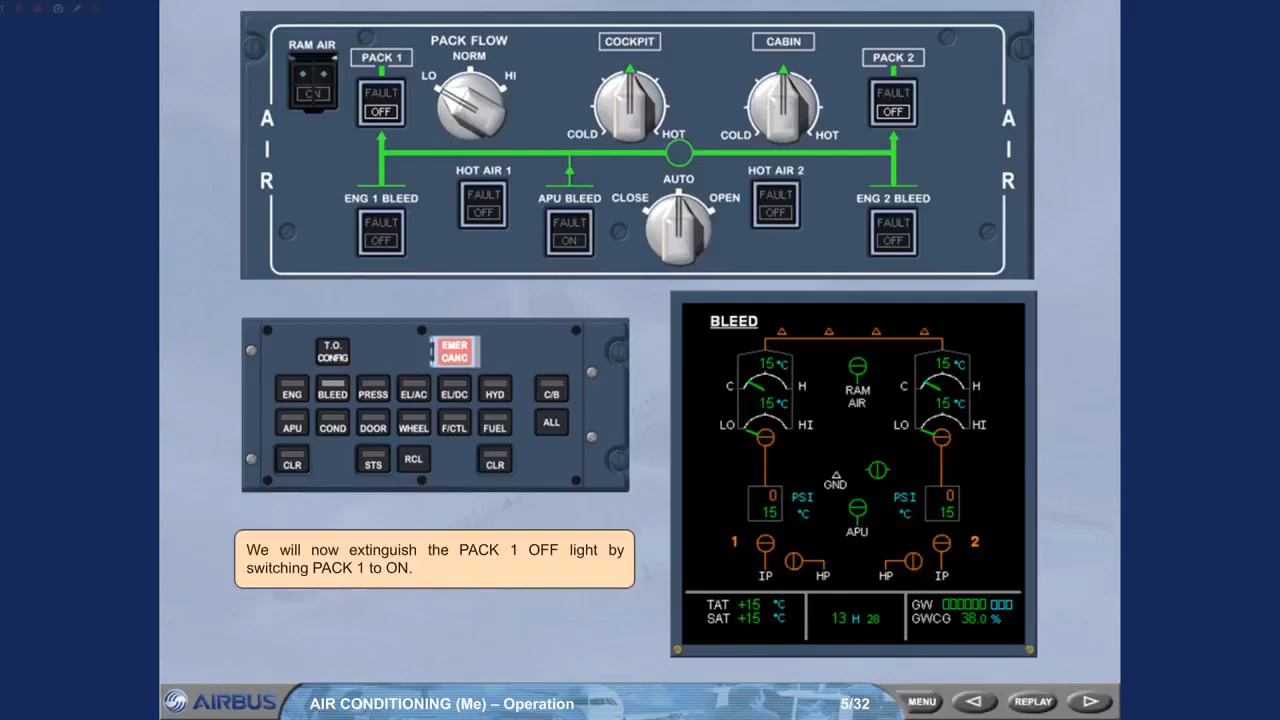 RAM AIR
ON
PACK 1
FAULT
OFF
PACK FLOW
NORM
LO
HI
COCKPIT
COLD
HOT
CABIN
COLD
HOT
PACK 2
FAULT
OFF
A
I
R
A
I
R
ENG 1 BLEED
FAULT
OFF
HOT AIR 1
FAULT
OFF
APU BLEED
FAULT
ON
AUTO
CLOSE
OPEN
HOT AIR 2
FAULT
OFF
ENG 2 BLEED
FAULT
OFF
T.O.
CONFIG
EMER
CANC
ENG BLEED PRESS EL/AC EL/DC HYD C/B
APU COND DOOR WHEEL F/CTL FUEL ALL
CLR STS RCL CLR
We will now extinguish the PACK 1 OFF light by
switching PACK 1 to ON.
BLEED
15 °C
C H
15 °C
LO HI
RAM
AIR
15 °C
C H
15 °C
LO HI
GND
0 PSI
15 °C
PSI 0
°C 15
APU
1
2
IP HP
HP IP
TAT +15 °C
SAT +15 °C
13 H 28
GW
GWCG 38.0 %
AIRBUS
AIR CONDITIONING (Me) – Operation
5/32
MENU
REPLAY